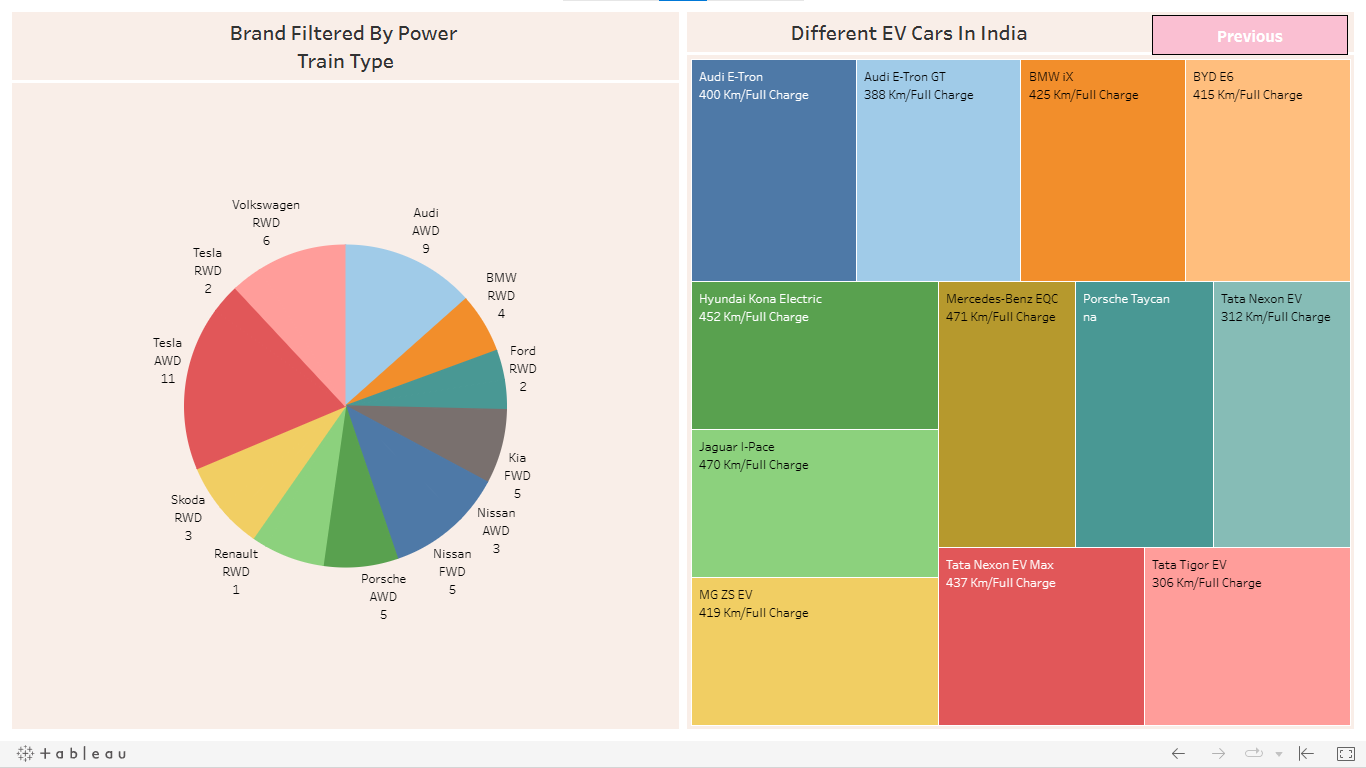 Brand Filtered By Power
Train Type
Volkswagen
RWD
6
Audi
AWD
9
Tesla
RWD
2
BMW
RWD
4
Tesla
AWD
11
Ford
RWD
2
Kia
FWD
5
Skoda
RWD
3
Nissan
AWD
3
Renault
RWD
1
Nissan
FWD
5
Porsche
AWD
5
Different EV Cars In India
Previous
Audi E-Tron
400 Km/Full Charge
Audi E-Tron GT
388 Km/Full Charge
BMW iX
425 Km/Full Charge
BYD E6
415 Km/Full Charge
Hyundai Kona Electric
452 Km/Full Charge
Mercedes-Benz EQC
471 Km/Full Charge
Porsche Taycan
na
Tata Nexon EV
312 Km/Full Charge
Jaguar I-Pace
470 Km/Full Charge
MG ZS EV
419 Km/Full Charge
Tata Nexon EV Max
437 Km/Full Charge
Tata Tigor EV
306 Km/Full Charge
+ableau